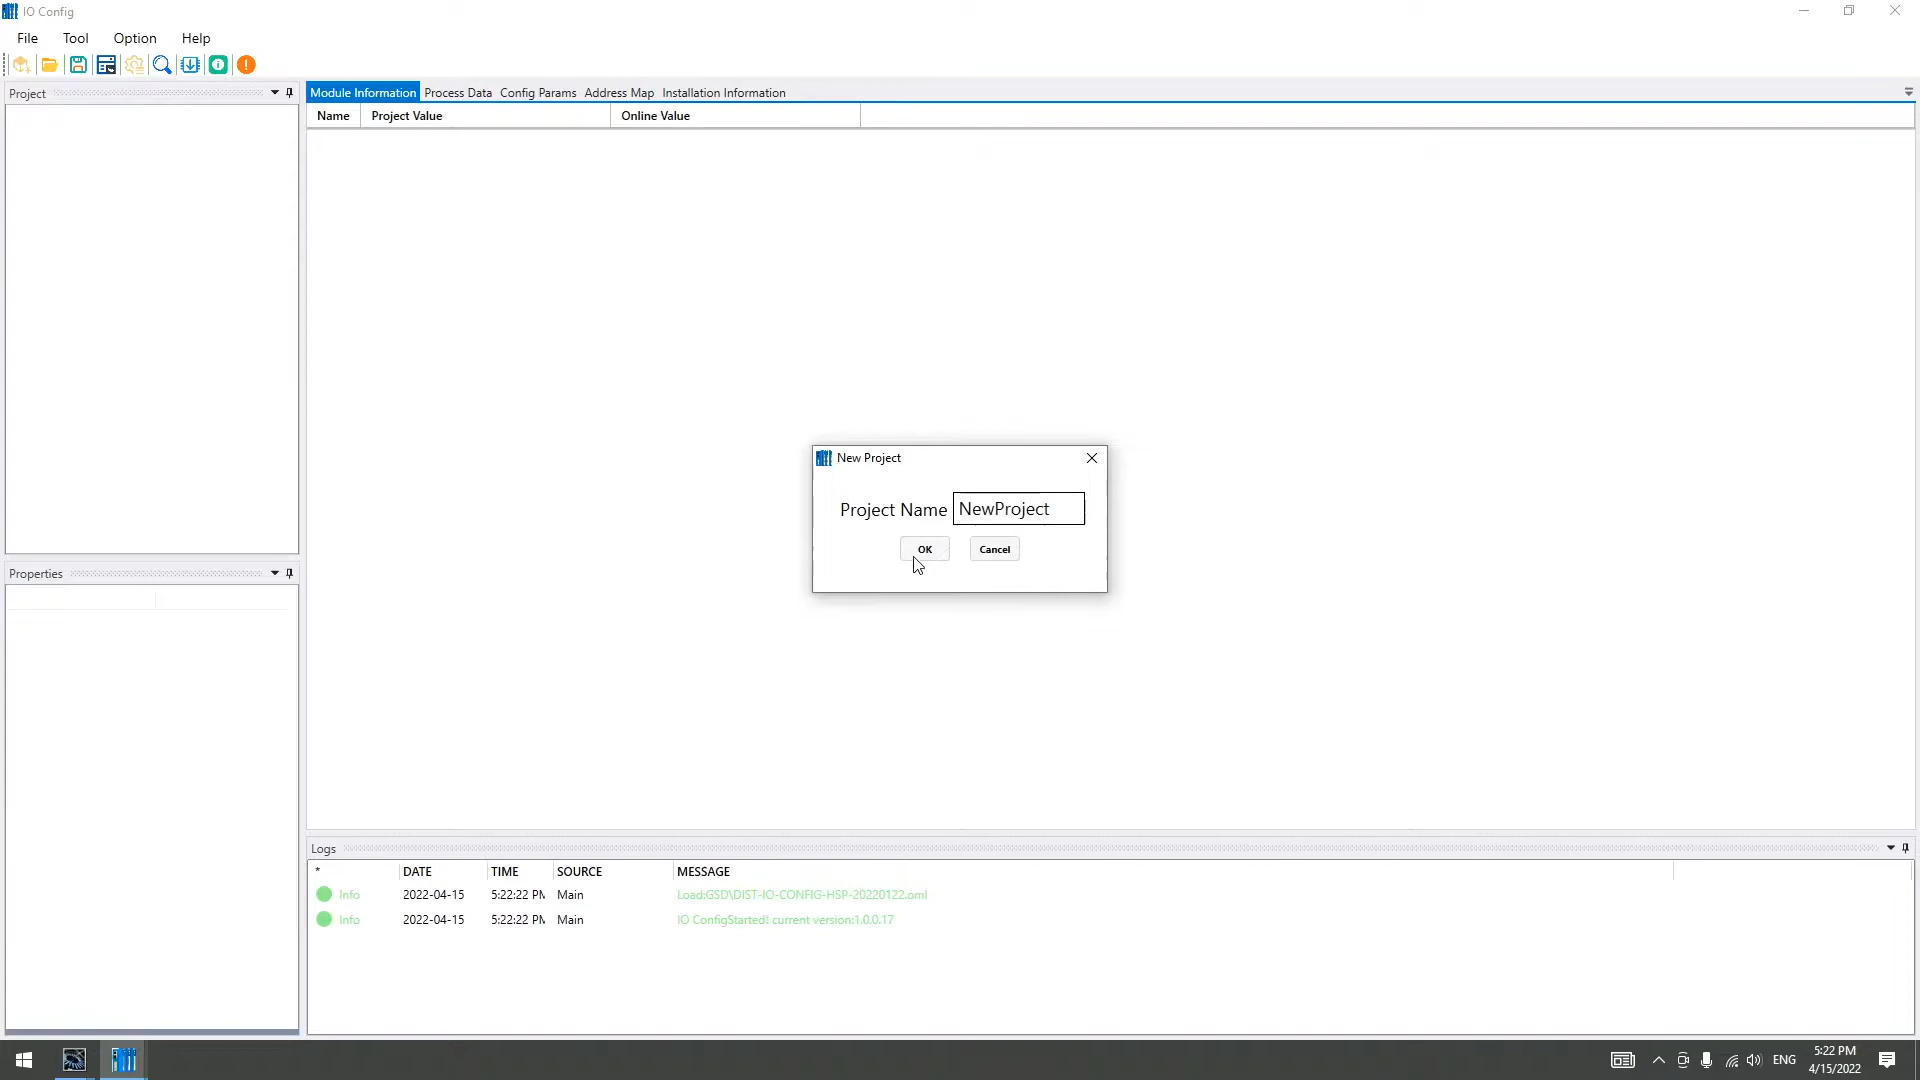 IO Config
File Tool Option Help
Project
Module Information Process Data Config Params Address Map Installation Information
Name Project Value Online Value
New Project
Project Name NewProject
OK Cancel
Properties
Logs
* DATE TIME SOURCE MESSAGE
Info 2022-04-15 5:22:22 PM Main Load:GSD\DIST-IO-CONFIG-HSP-20220122.oml
Info 2022-04-15 5:22:22 PM Main IO ConfigStarted! current version:1.0.0.17
ENG
5:22 PM
4/15/2022